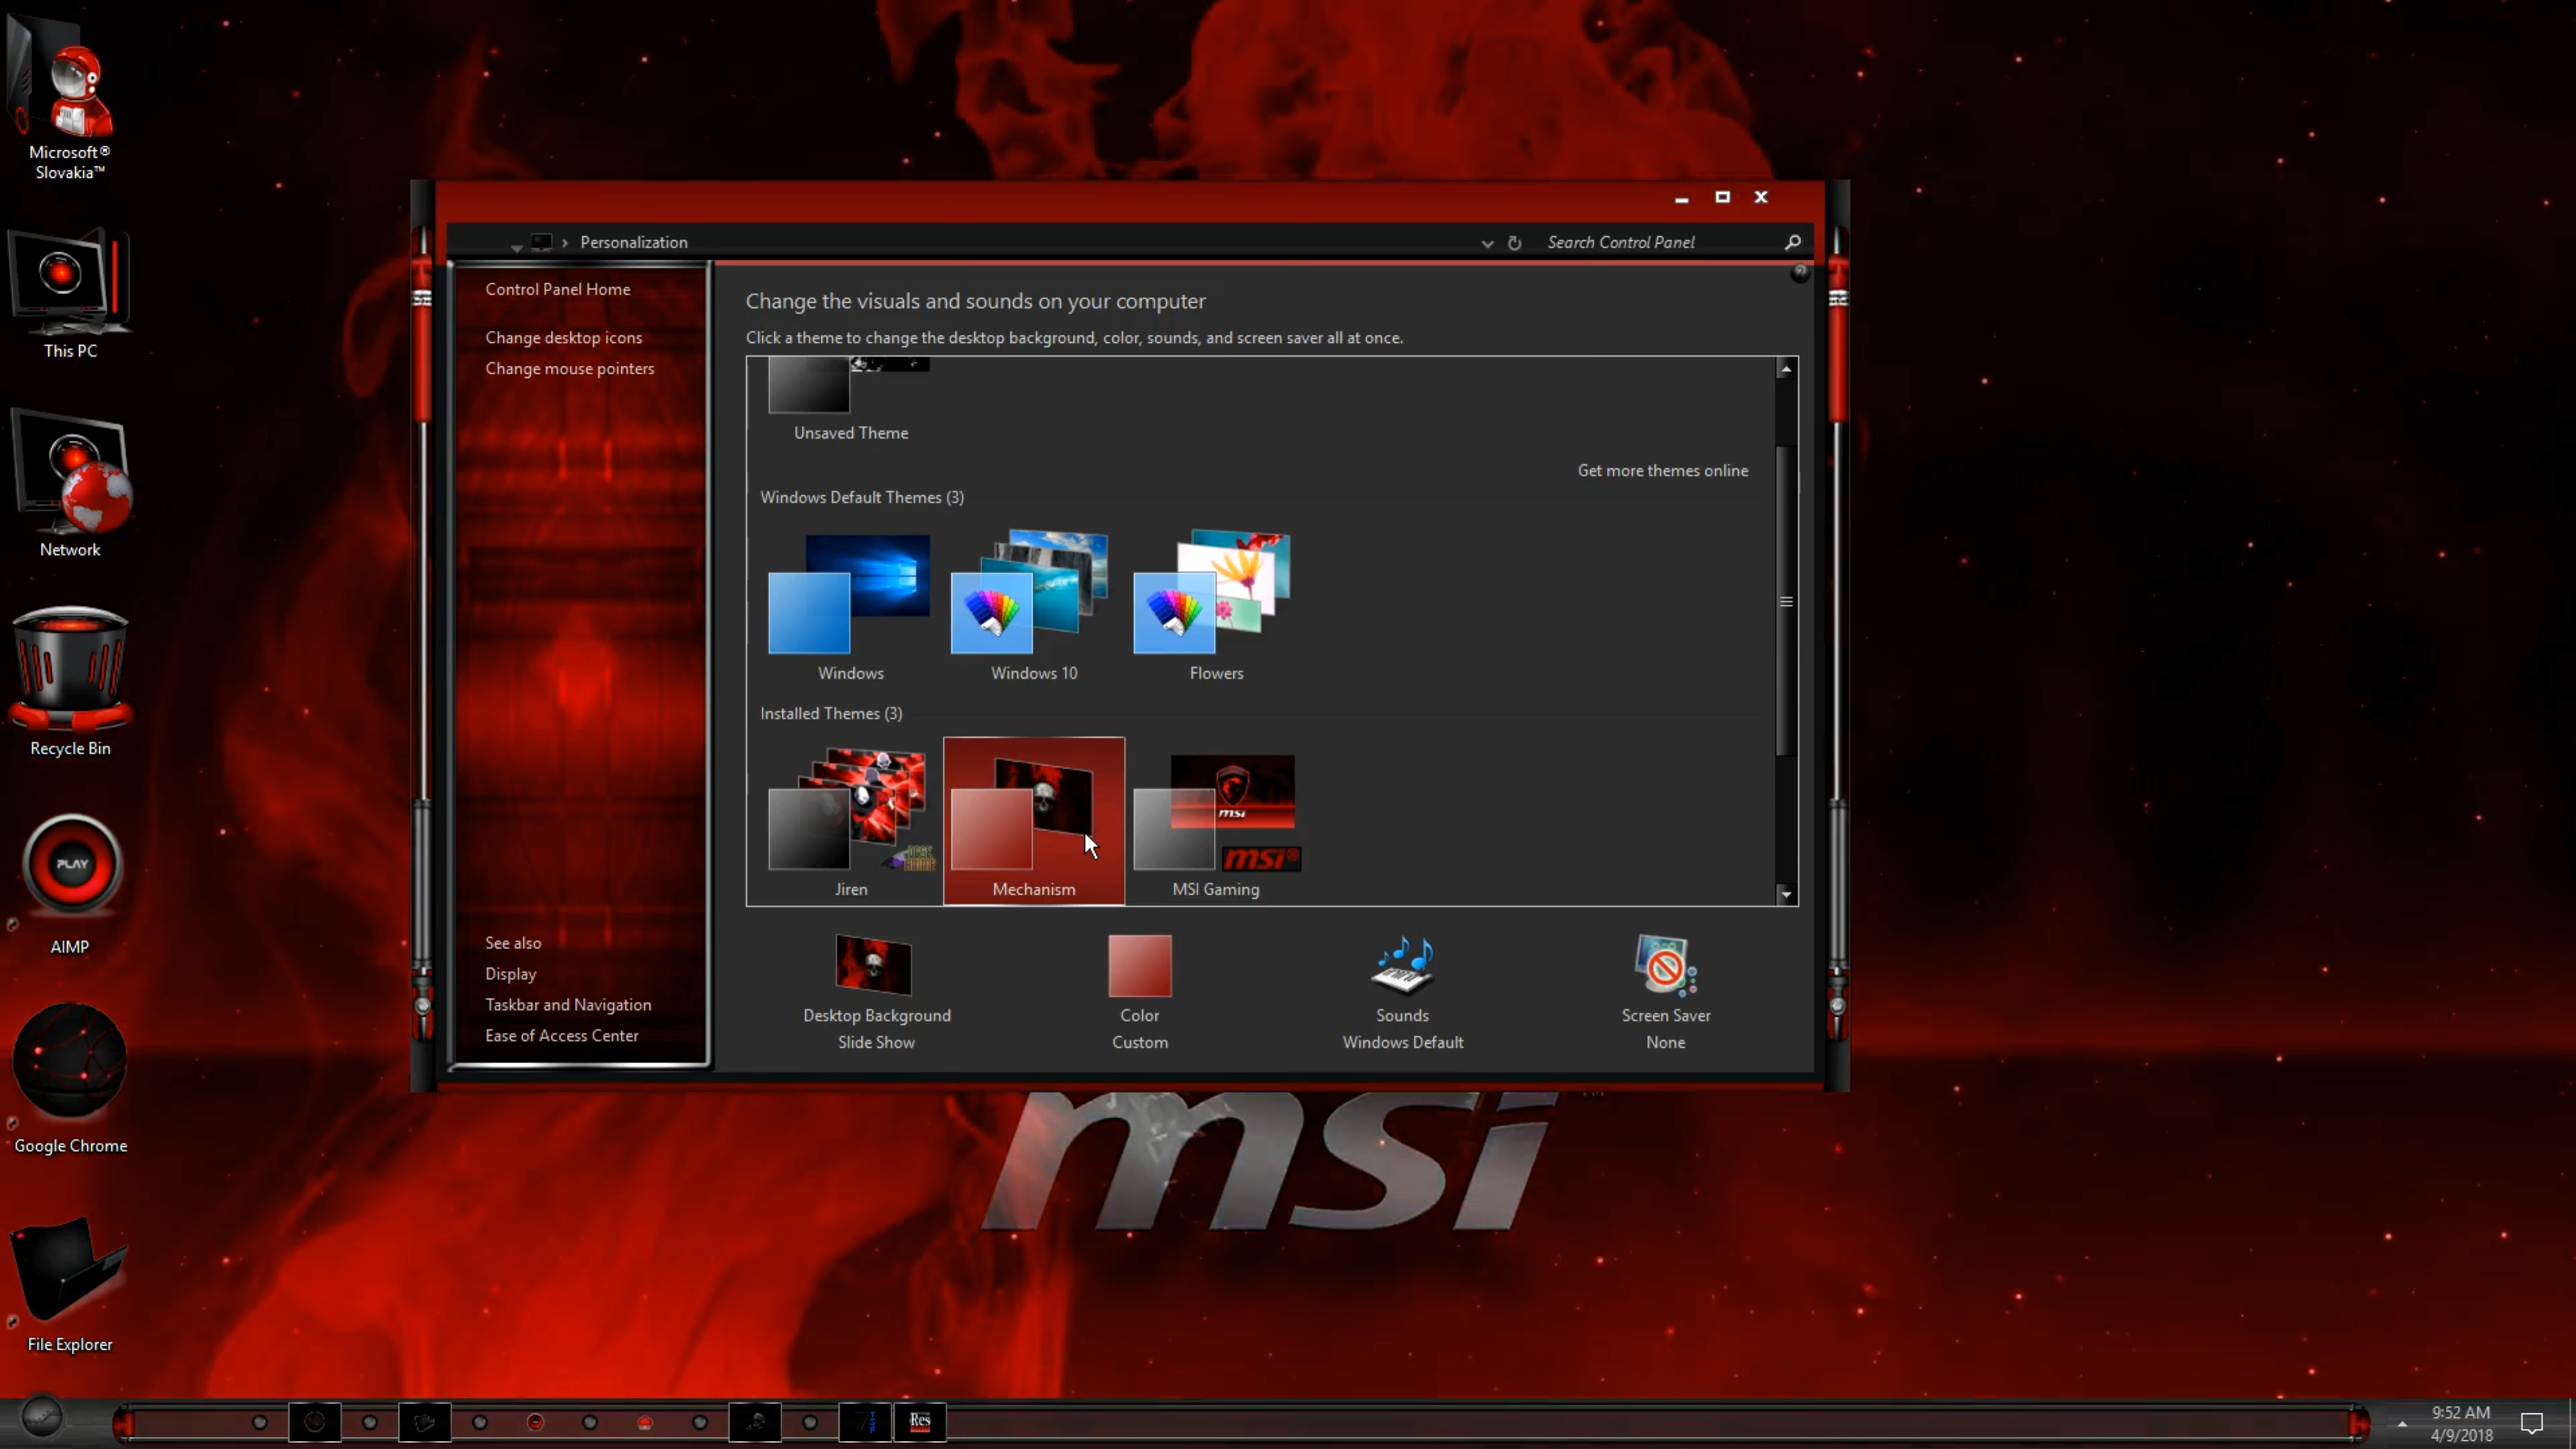 Microsoft®
Slovakia™
This PC
Network
Recycle Bin
PLAY
AIMP
Google Chrome
File Explorer
Personalization
Search Control Panel
Control Panel Home
Change desktop icons
Change mouse pointers
See also
Display
Taskbar and Navigation
Ease of Access Center
Change the visuals and sounds on your computer
Click a theme to change the desktop background, color, sounds, and screen saver all at once.
Unsaved Theme
Get more themes online
Windows Default Themes (3)
Windows
Windows 10
Flowers
Installed Themes (3)
msi
msi®
Jiren
Mechanism
MSI Gaming
Desktop Background
Slide Show
Color
Custom
Sounds
Windows Default
Screen Saver
None
msi
Res
9:52 AM
4/9/2018